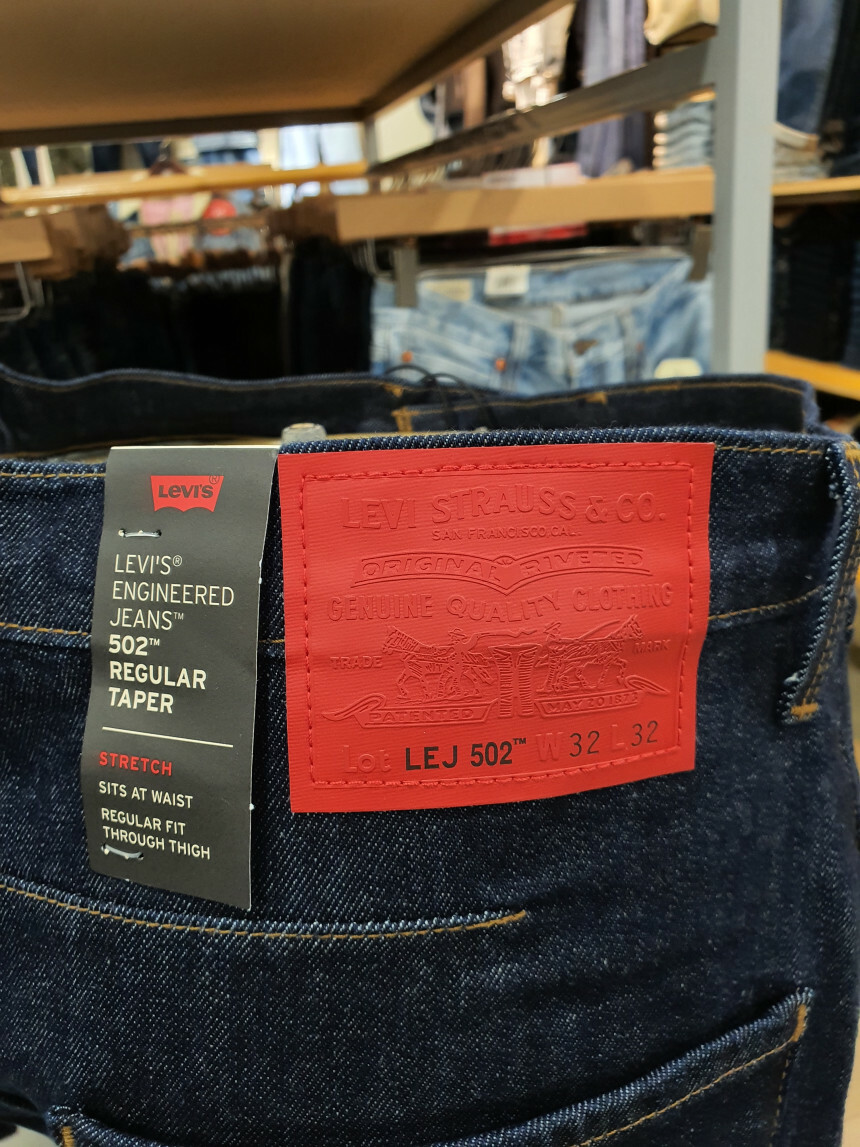 Levi's®
LEVI'S®
ENGINEERED
JEANS™
502™
REGULAR
TAPER
STRETCH
SITS AT WAIST
REGULAR FIT
THROUGH THIGH
LEVI STRAUSS & CO.
SAN FRANCISCO, CAL.
ORIGINAL RIVETED
GENUINE QUALITY CLOTHING
TRADE MARK
PATENTED MAY 20 1873
Lot LEJ 502™ W 32 L 32